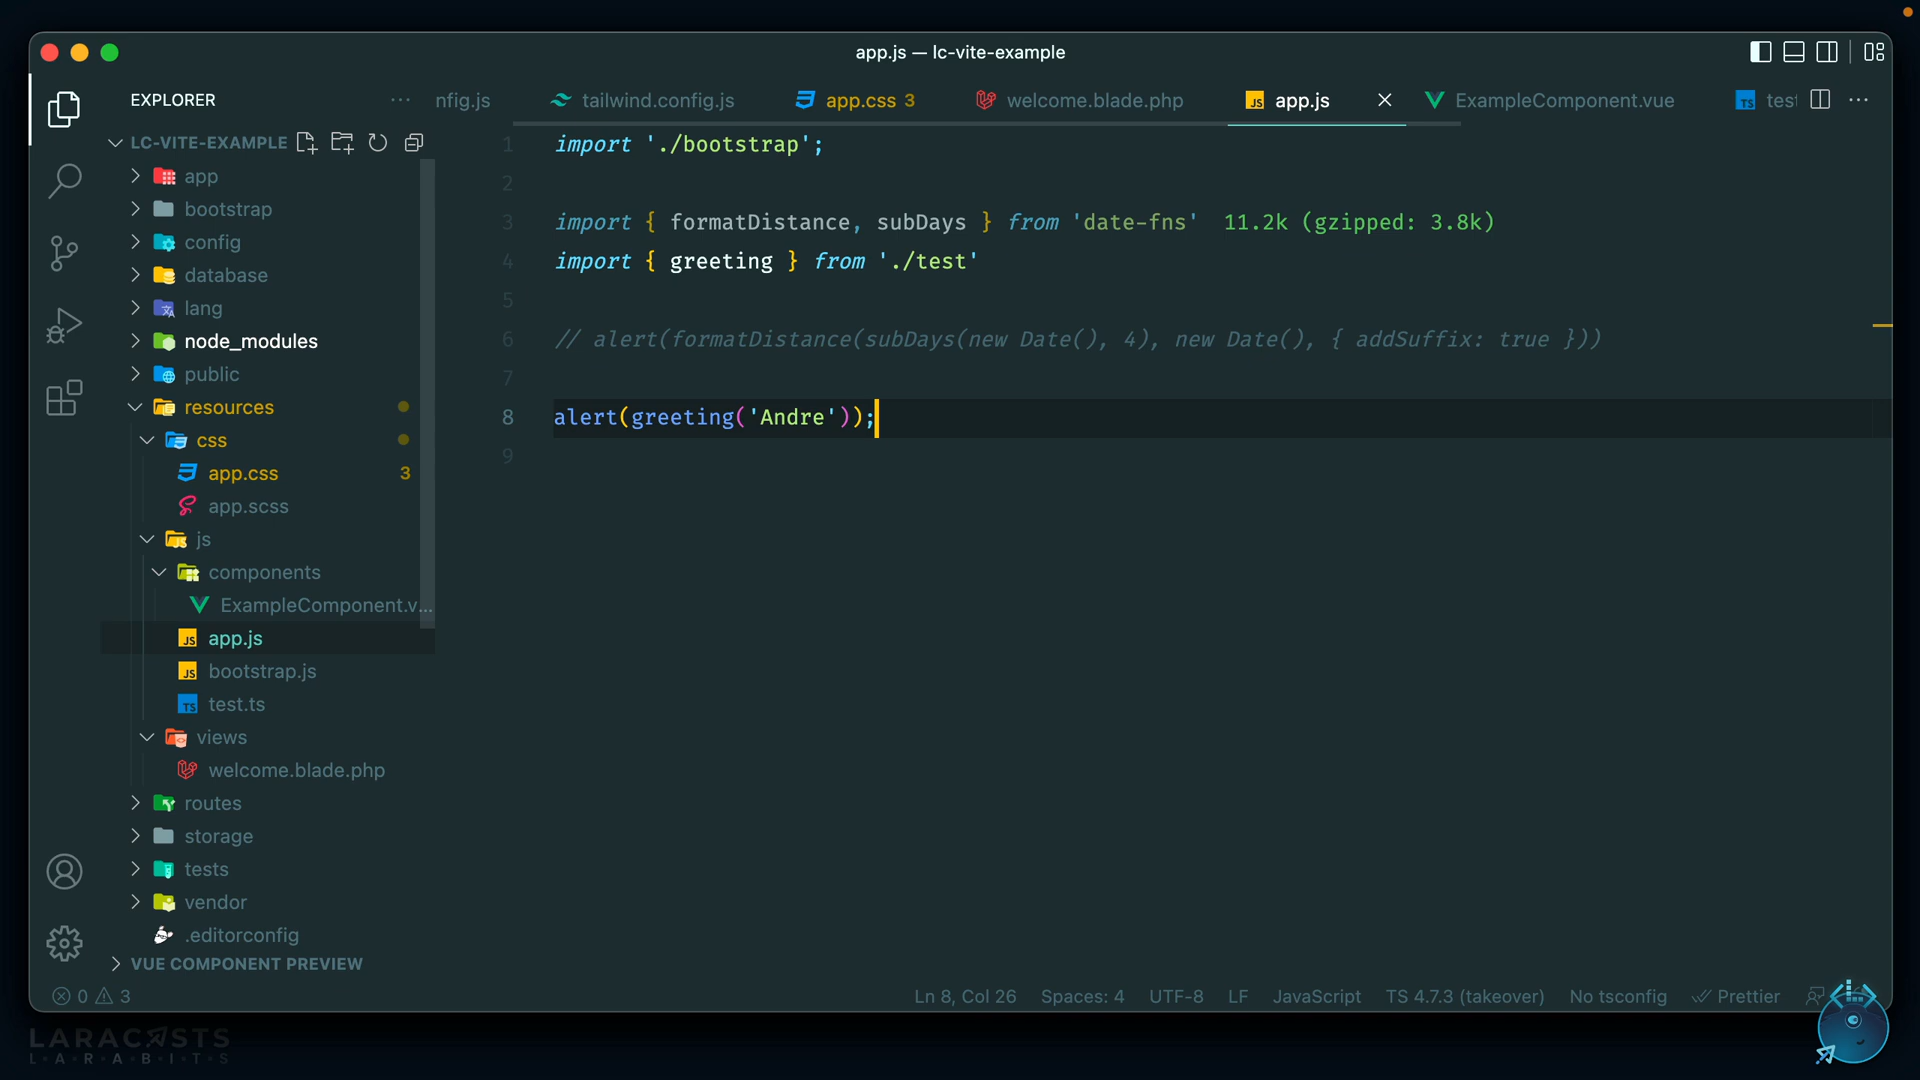 app.js — lc-vite-example
EXPLORER
nfig.js
tailwind.config.js
app.css 3
welcome.blade.php
app.js
ExampleComponent.vue
test
LC-VITE-EXAMPLE
app
bootstrap
config
database
lang
node_modules
public
resources
css
app.css 3
app.scss
js
components
ExampleComponent.v...
app.js
bootstrap.js
test.ts
views
welcome.blade.php
routes
storage
tests
vendor
.editorconfig
VUE COMPONENT PREVIEW
1 import './bootstrap';
2
3 import { formatDistance, subDays } from 'date-fns' 11.2k (gzipped: 3.8k)
4 import { greeting } from './test'
5
6 // alert(formatDistance(subDays(new Date(), 4), new Date(), { addSuffix: true }))
7
8 alert(greeting('Andre'));
9
0 3
Ln 8, Col 26 Spaces: 4 UTF-8 LF JavaScript TS 4.7.3 (takeover) No tsconfig Prettier
LARACASTS
L·A·R·A·B·I·T·S